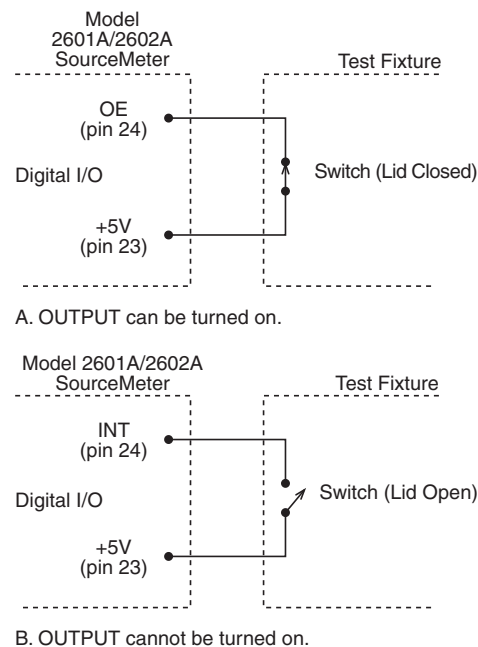 Model
2601A/2602A
SourceMeter
Test Fixture
OE
(pin 24)
Digital I/O
Switch (Lid Closed)
+5V
(pin 23)
A. OUTPUT can be turned on.
Model 2601A/2602A
SourceMeter
Test Fixture
INT
(pin 24)
Digital I/O
Switch (Lid Open)
+5V
(pin 23)
B. OUTPUT cannot be turned on.